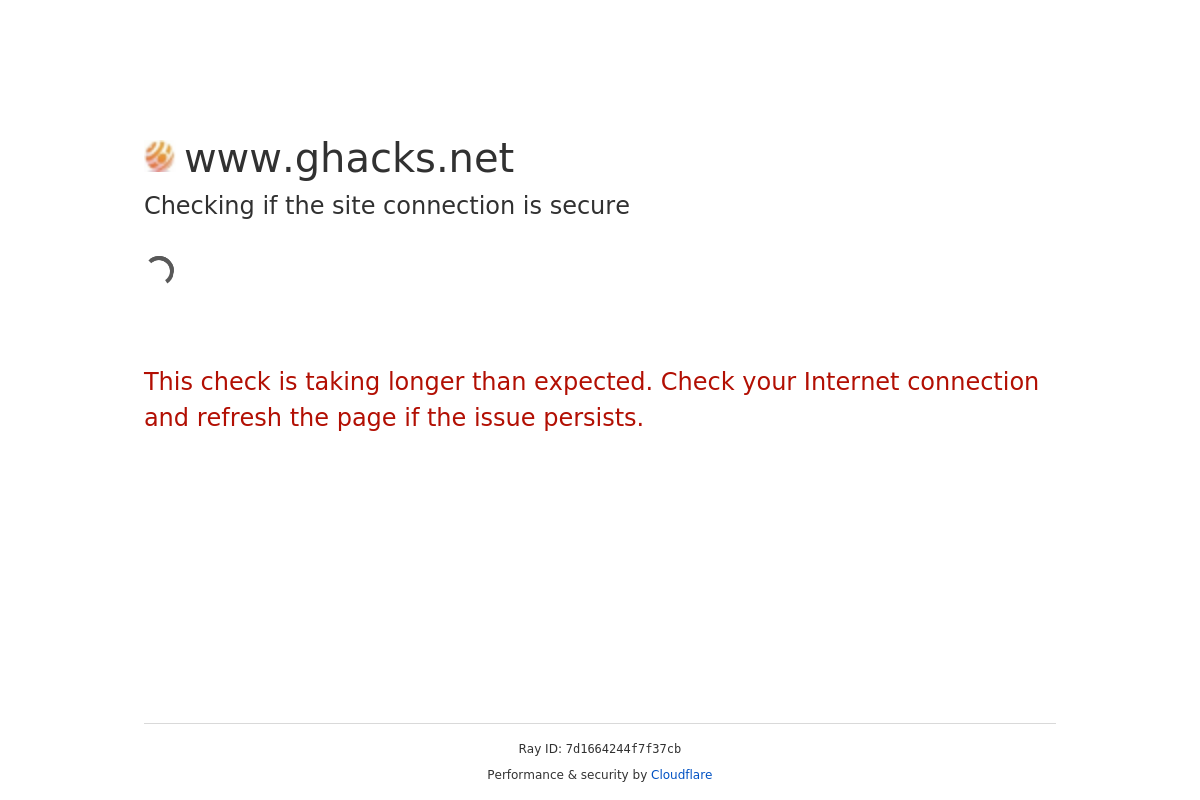 www.ghacks.net
Checking if the site connection is secure
This check is taking longer than expected. Check your Internet connection
and refresh the page if the issue persists.
Ray ID: 7d1664244f7f37cb
Performance & security by Cloudflare